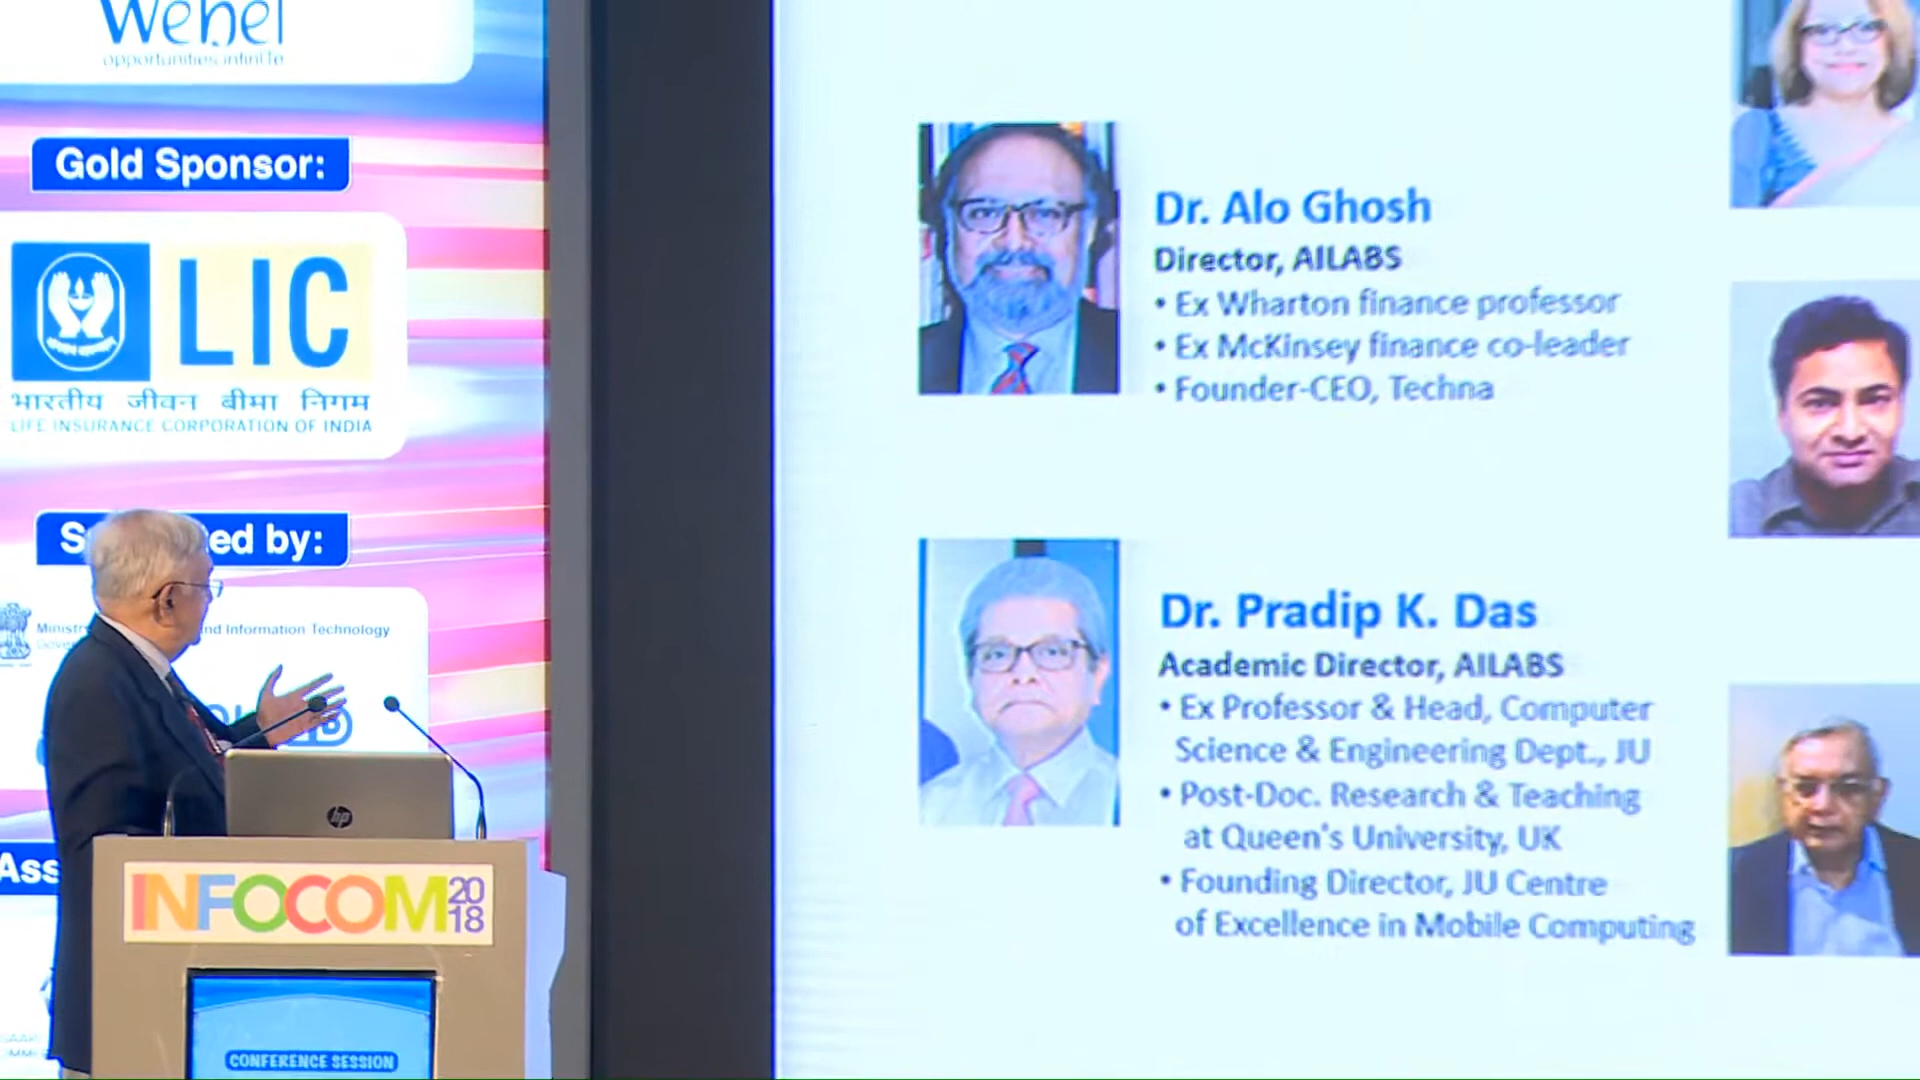 Webel
opportunities infinite
Gold Sponsor:
LIC
भारतीय जीवन बीमा निगम
LIFE INSURANCE CORPORATION OF INDIA
ed by:
nd Information Technology
Ass
INFOCOM 2018
CONFERENCE SESSION
hp
Dr. Alo Ghosh
Director, AILABS
• Ex Wharton finance professor
• Ex McKinsey finance co-leader
• Founder-CEO, Techna
Dr. Pradip K. Das
Academic Director, AILABS
• Ex Professor & Head, Computer
Science & Engineering Dept., JU
• Post-Doc. Research & Teaching
at Queen's University, UK
• Founding Director, JU Centre
of Excellence in Mobile Computing